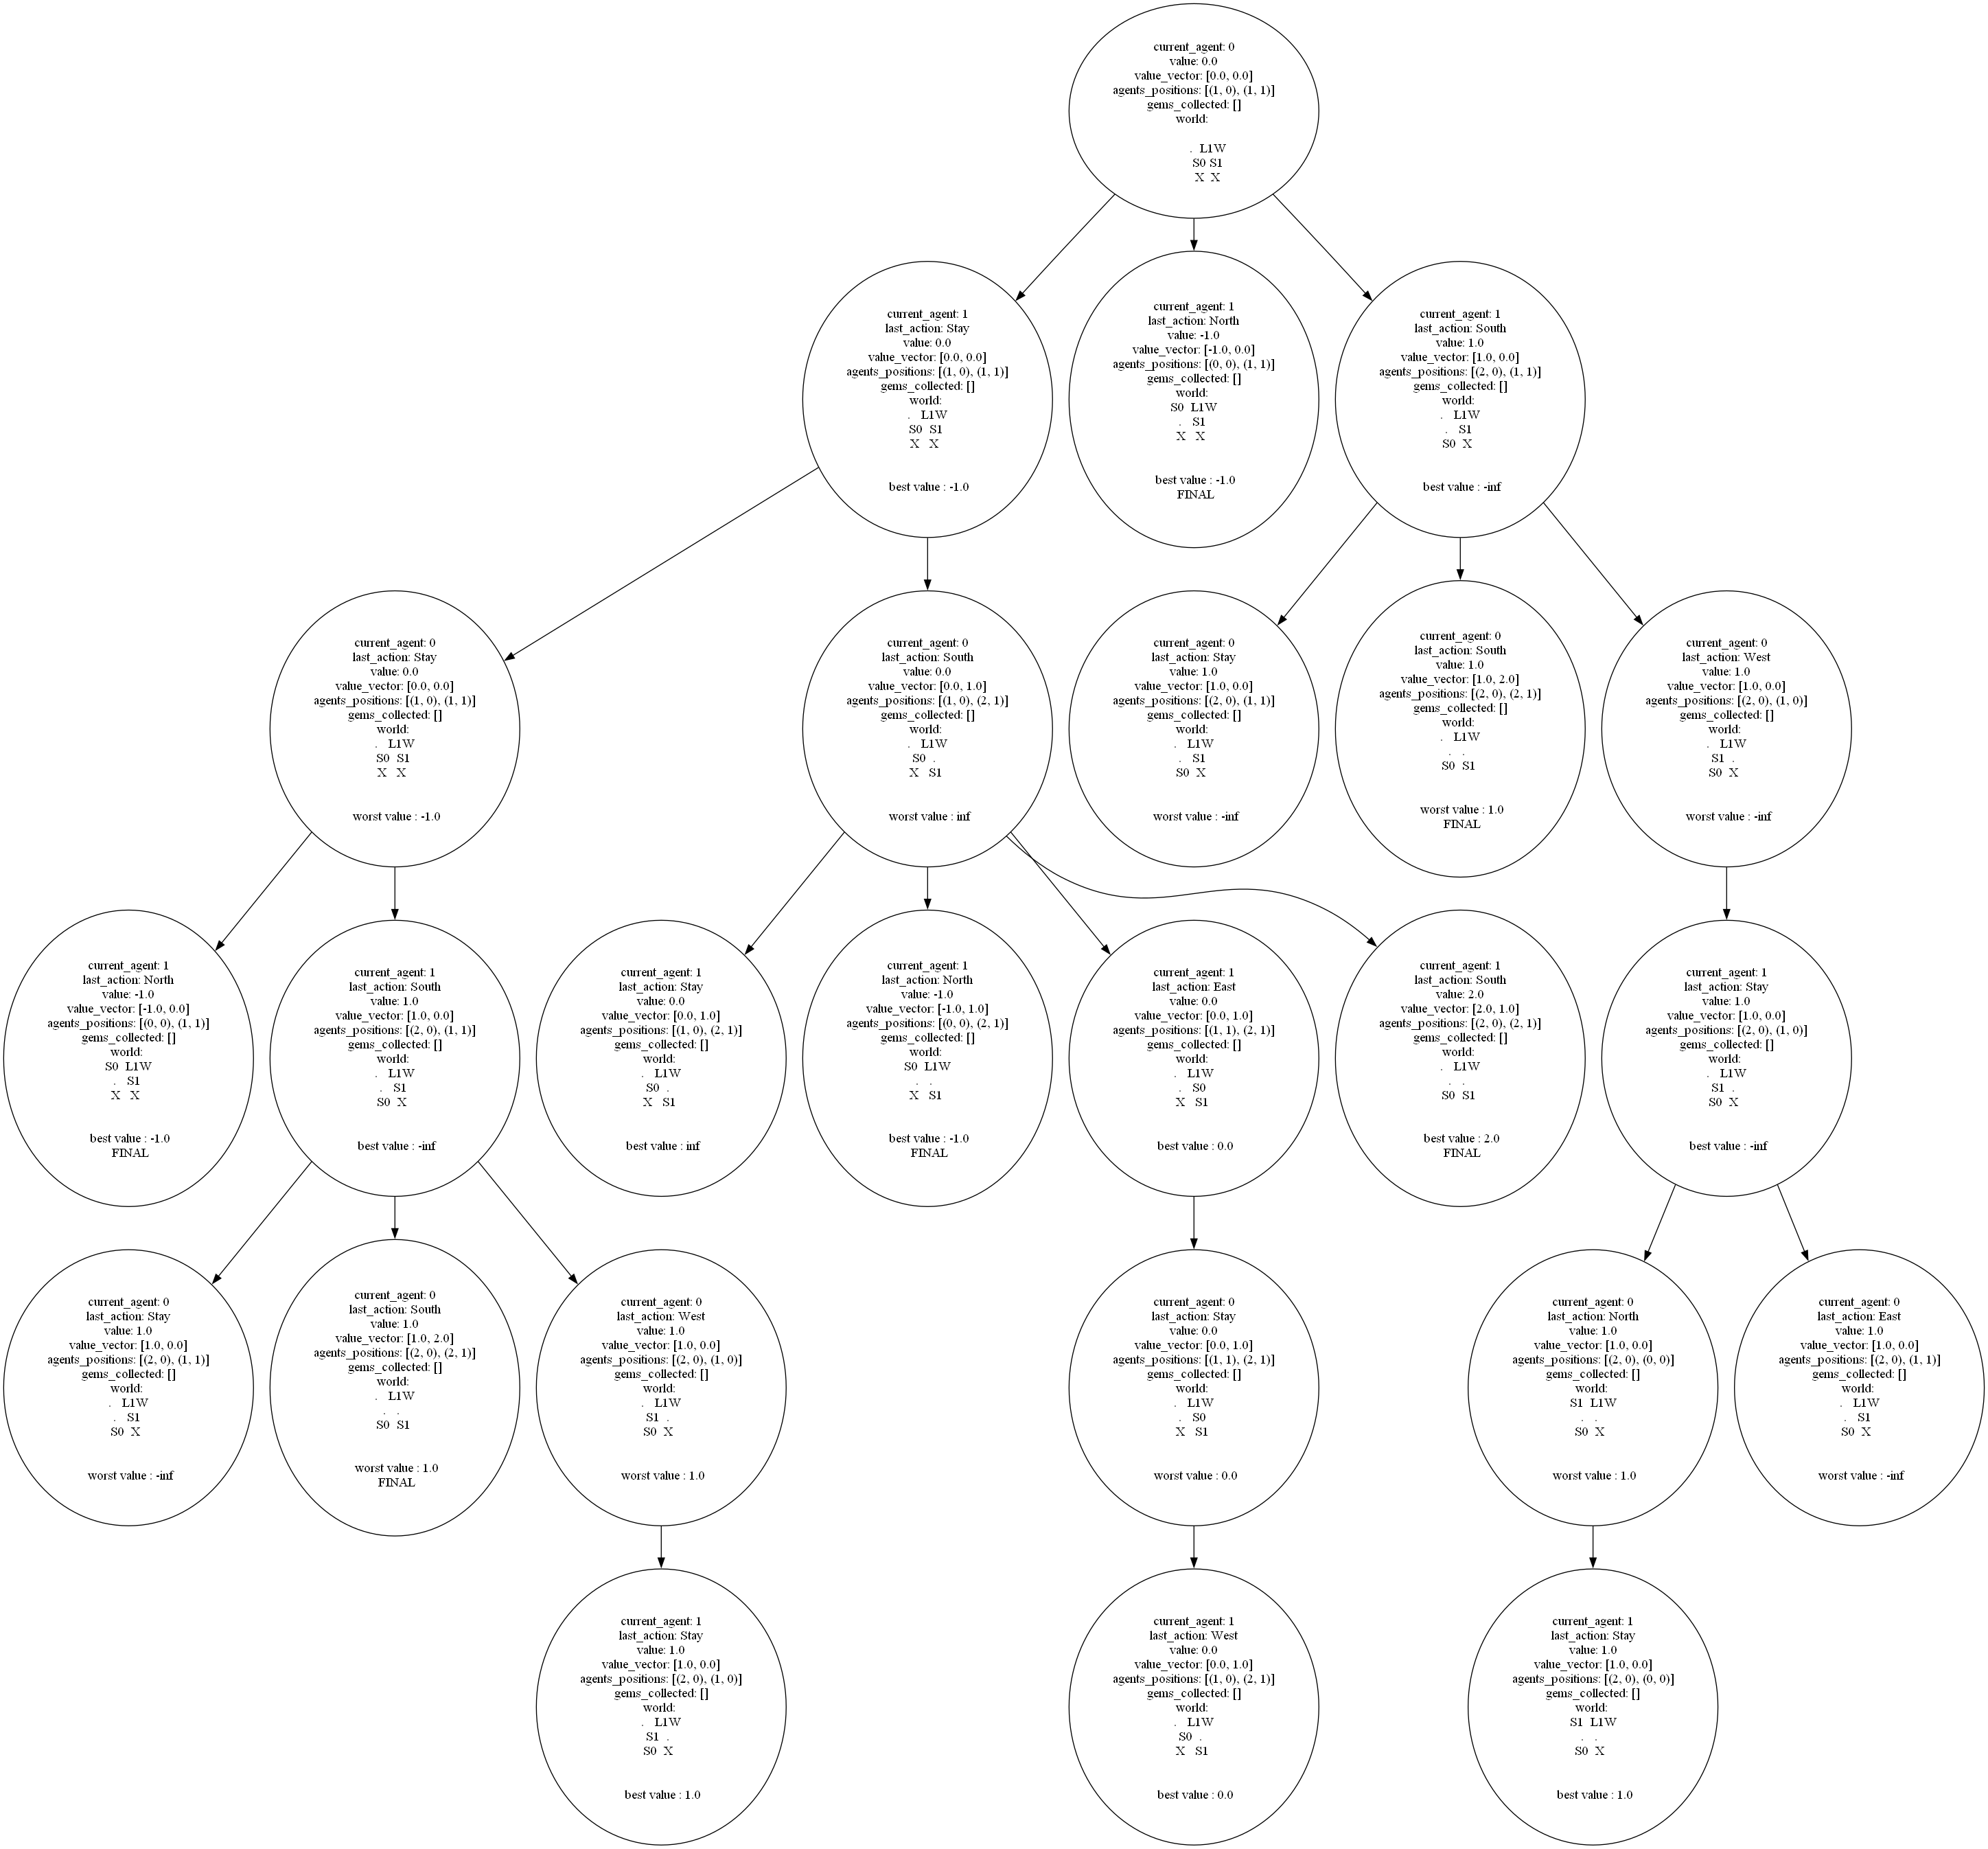 current_agent: 0
value: 0.0
value_vector: [0.0, 0.0]
agents_positions: [(1, 0), (1, 1)]
gems_collected: []
world:
. L1W
S0 S1
X X
current_agent: 1
last_action: Stay
value: 0.0
value_vector: [0.0, 0.0]
agents_positions: [(1, 0), (1, 1)]
gems_collected: []
world:
. L1W
S0 S1
X X
best value : -1.0
current_agent: 1
last_action: North
value: -1.0
value_vector: [-1.0, 0.0]
agents_positions: [(0, 0), (1, 1)]
gems_collected: []
world:
S0 L1W
. S1
X X
best value : -1.0
FINAL
current_agent: 1
last_action: South
value: 1.0
value_vector: [1.0, 0.0]
agents_positions: [(2, 0), (1, 1)]
gems_collected: []
world:
. L1W
. S1
S0 X
best value : -inf
current_agent: 0
last_action: Stay
value: 0.0
value_vector: [0.0, 0.0]
agents_positions: [(1, 0), (1, 1)]
gems_collected: []
world:
. L1W
S0 S1
X X
worst value : -1.0
current_agent: 0
last_action: South
value: 0.0
value_vector: [0.0, 1.0]
agents_positions: [(1, 0), (2, 1)]
gems_collected: []
world:
. L1W
S0 .
X S1
worst value : inf
current_agent: 0
last_action: Stay
value: 1.0
value_vector: [1.0, 0.0]
agents_positions: [(2, 0), (1, 1)]
gems_collected: []
world:
. L1W
. S1
S0 X
worst value : -inf
current_agent: 0
last_action: South
value: 1.0
value_vector: [1.0, 2.0]
agents_positions: [(2, 0), (2, 1)]
gems_collected: []
world:
. L1W
. .
S0 S1
worst value : 1.0
FINAL
current_agent: 0
last_action: West
value: 1.0
value_vector: [1.0, 0.0]
agents_positions: [(2, 0), (1, 0)]
gems_collected: []
world:
. L1W
S1 .
S0 X
worst value : -inf
current_agent: 1
last_action: North
value: -1.0
value_vector: [-1.0, 0.0]
agents_positions: [(0, 0), (1, 1)]
gems_collected: []
world:
S0 L1W
. S1
X X
best value : -1.0
FINAL
current_agent: 1
last_action: South
value: 1.0
value_vector: [1.0, 0.0]
agents_positions: [(2, 0), (1, 1)]
gems_collected: []
world:
. L1W
. S1
S0 X
best value : -inf
current_agent: 1
last_action: Stay
value: 0.0
value_vector: [0.0, 1.0]
agents_positions: [(1, 0), (2, 1)]
gems_collected: []
world:
. L1W
S0 .
X S1
best value : inf
current_agent: 1
last_action: North
value: -1.0
value_vector: [-1.0, 1.0]
agents_positions: [(0, 0), (2, 1)]
gems_collected: []
world:
S0 L1W
. .
X S1
best value : -1.0
FINAL
current_agent: 1
last_action: East
value: 0.0
value_vector: [0.0, 1.0]
agents_positions: [(1, 1), (2, 1)]
gems_collected: []
world:
. L1W
. S0
X S1
best value : 0.0
current_agent: 1
last_action: South
value: 2.0
value_vector: [2.0, 1.0]
agents_positions: [(2, 0), (2, 1)]
gems_collected: []
world:
. L1W
. .
S0 S1
best value : 2.0
FINAL
current_agent: 1
last_action: Stay
value: 1.0
value_vector: [1.0, 0.0]
agents_positions: [(2, 0), (1, 0)]
gems_collected: []
world:
. L1W
S1 .
S0 X
best value : -inf
current_agent: 0
last_action: Stay
value: 1.0
value_vector: [1.0, 0.0]
agents_positions: [(2, 0), (1, 1)]
gems_collected: []
world:
. L1W
. S1
S0 X
worst value : -inf
current_agent: 0
last_action: South
value: 1.0
value_vector: [1.0, 2.0]
agents_positions: [(2, 0), (2, 1)]
gems_collected: []
world:
. L1W
. .
S0 S1
worst value : 1.0
FINAL
current_agent: 0
last_action: West
value: 1.0
value_vector: [1.0, 0.0]
agents_positions: [(2, 0), (1, 0)]
gems_collected: []
world:
. L1W
S1 .
S0 X
worst value : 1.0
current_agent: 0
last_action: Stay
value: 0.0
value_vector: [0.0, 1.0]
agents_positions: [(1, 1), (2, 1)]
gems_collected: []
world:
. L1W
. S0
X S1
worst value : 0.0
current_agent: 0
last_action: North
value: 1.0
value_vector: [1.0, 0.0]
agents_positions: [(2, 0), (0, 0)]
gems_collected: []
world:
S1 L1W
. .
S0 X
worst value : 1.0
current_agent: 0
last_action: East
value: 1.0
value_vector: [1.0, 0.0]
agents_positions: [(2, 0), (1, 1)]
gems_collected: []
world:
. L1W
. S1
S0 X
worst value : -inf
current_agent: 1
last_action: Stay
value: 1.0
value_vector: [1.0, 0.0]
agents_positions: [(2, 0), (1, 0)]
gems_collected: []
world:
. L1W
S1 .
S0 X
best value : 1.0
current_agent: 1
last_action: West
value: 0.0
value_vector: [0.0, 1.0]
agents_positions: [(1, 0), (2, 1)]
gems_collected: []
world:
. L1W
S0 .
X S1
best value : 0.0
current_agent: 1
last_action: Stay
value: 1.0
value_vector: [1.0, 0.0]
agents_positions: [(2, 0), (0, 0)]
gems_collected: []
world:
S1 L1W
. .
S0 X
best value : 1.0